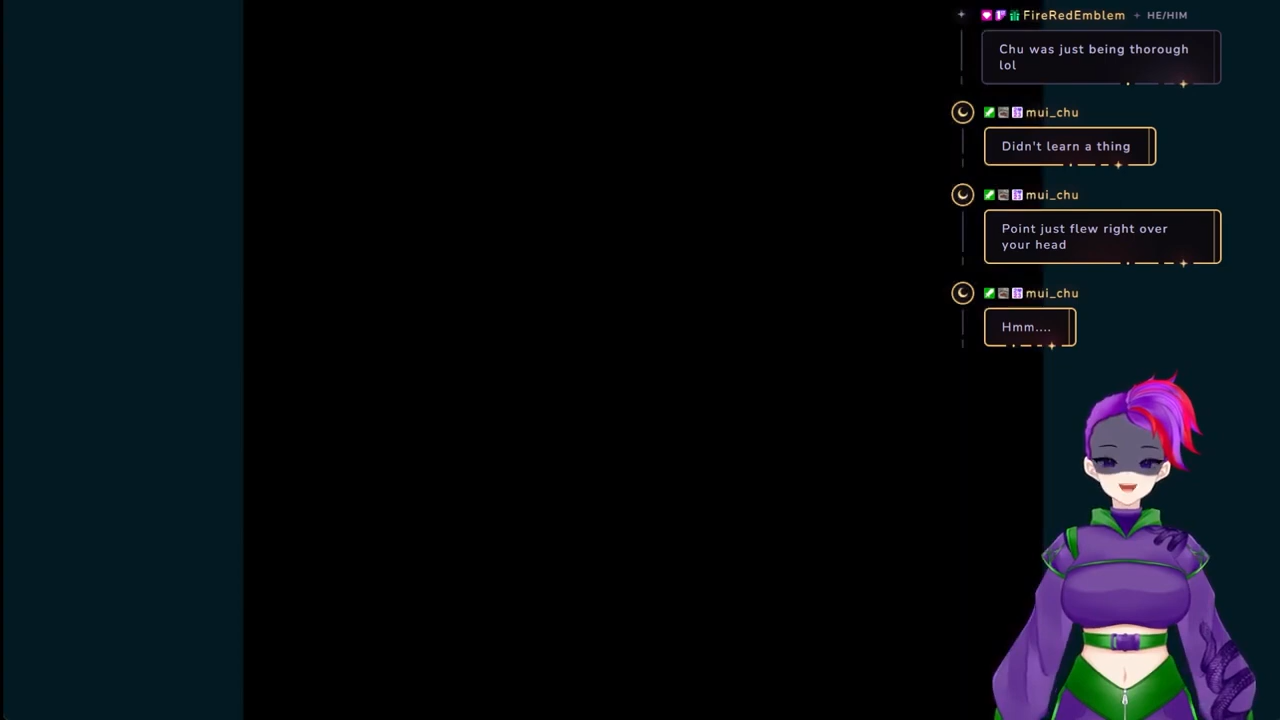 FireRedEmblem + HE/HIM
Chu was just being thorough
lol
mui_chu
Didn't learn a thing
mui_chu
Point just flew right over
your head
mui_chu
Hmm....